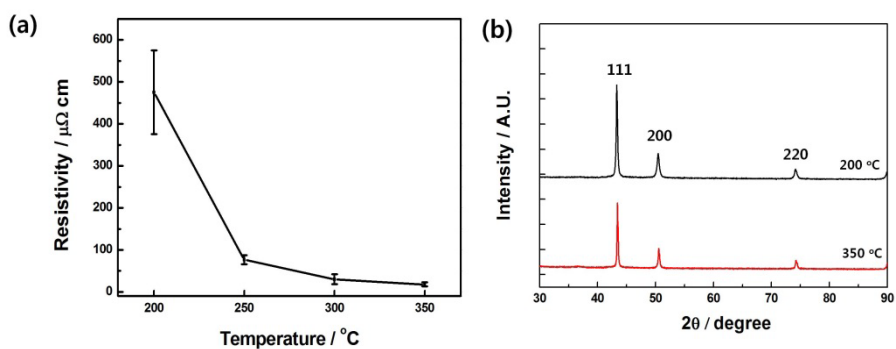 (a)
600
500
400
300
200
100
0
Resistivity / μΩ cm
200 250 300 350
Temperature / °C
(b)
Intensity / A.U.
111
200
220
200 °C
350 °C
30 40 50 60 70 80 90
2θ / degree